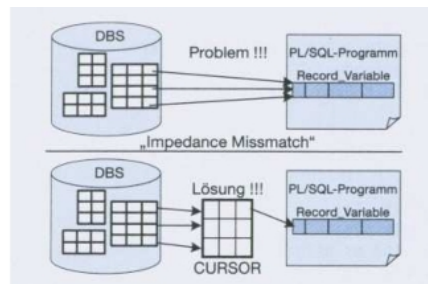 DBS
Problem !!!
PL/SQL-Programm
Record_Variable
„Impedance Missmatch“
DBS
Lösung !!!
PL/SQL-Programm
Record_Variable
CURSOR